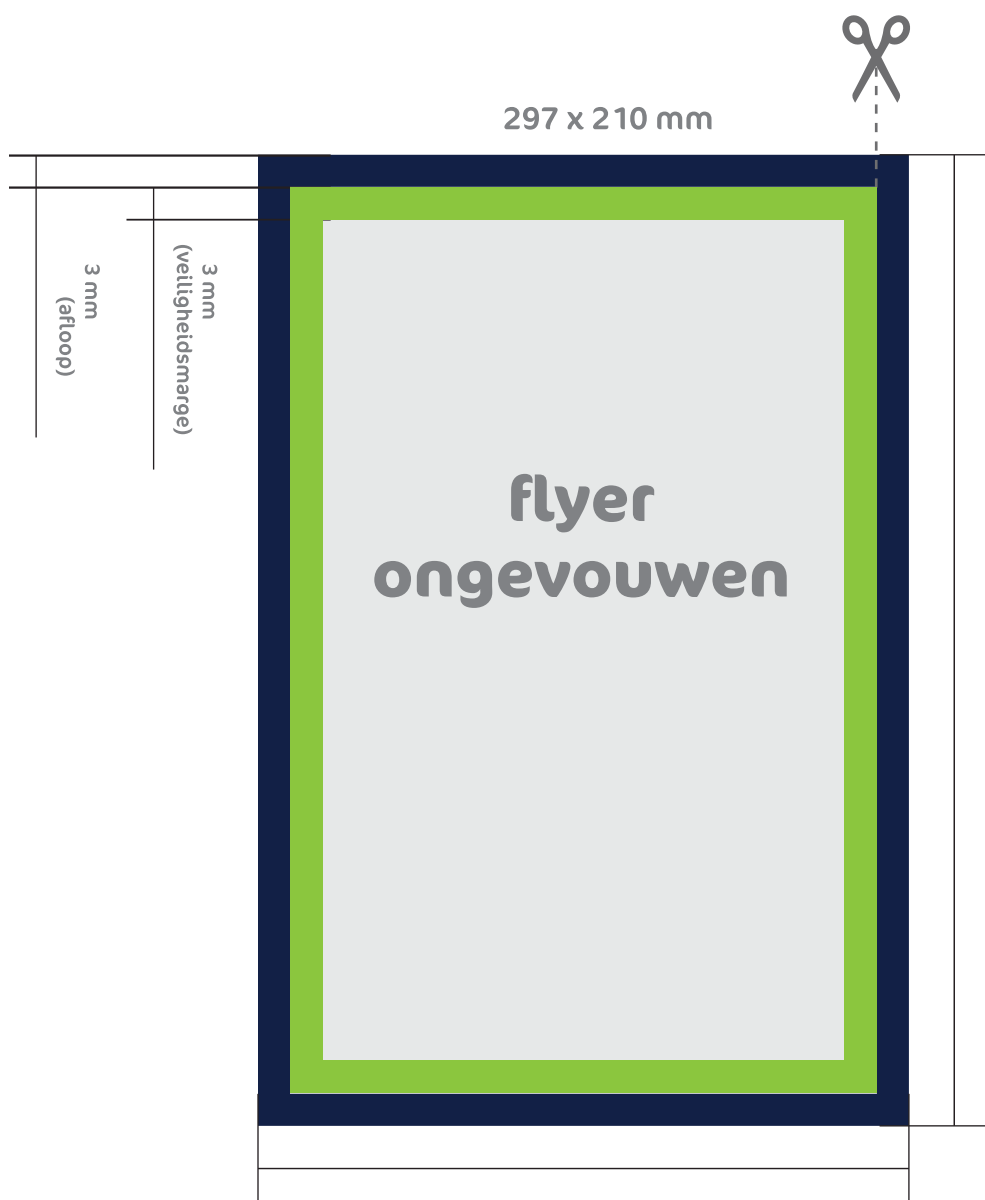 297 x 210 mm
3 mm
(afloop)
3 mm
(veiligheidsmarge)
flyer
ongevouwen